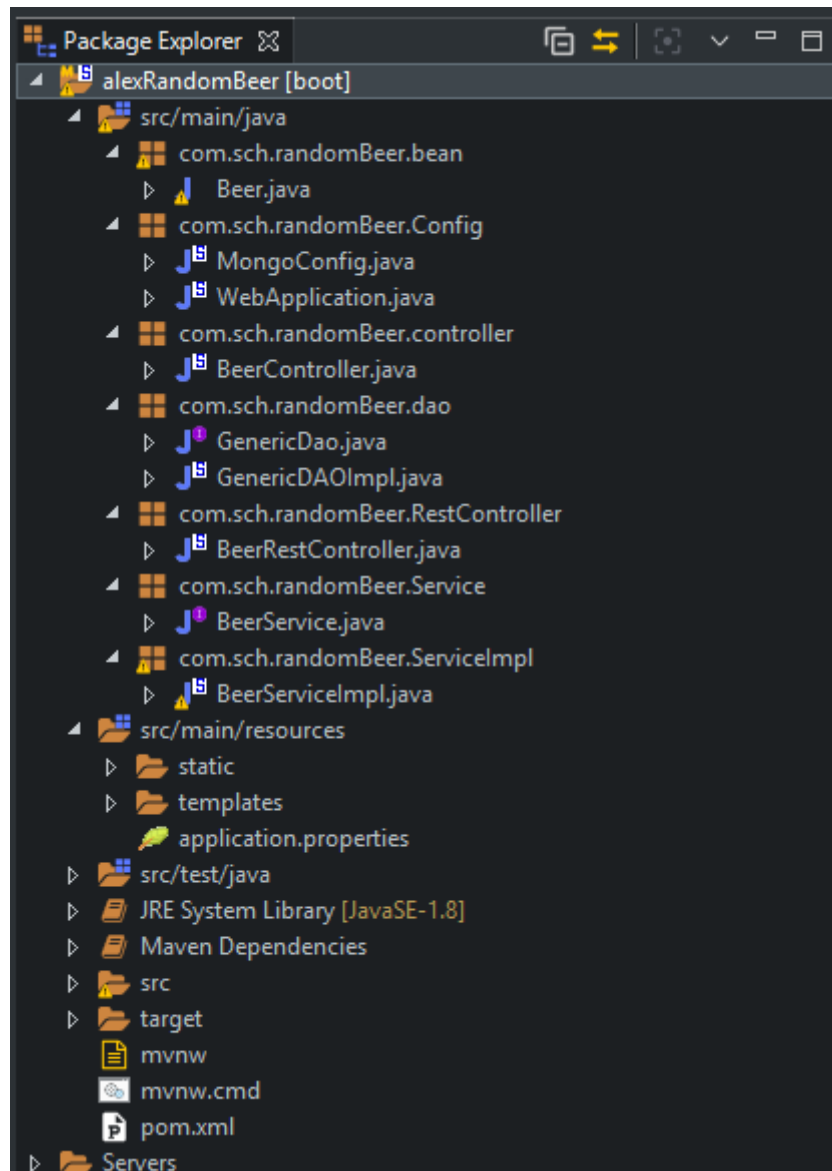 Package Explorer
alexRandomBeer [boot]
src/main/java
com.sch.randomBeer.bean
Beer.java
com.sch.randomBeer.Config
MongoConfig.java
WebApplication.java
com.sch.randomBeer.controller
BeerController.java
com.sch.randomBeer.dao
GenericDao.java
GenericDAOImpl.java
com.sch.randomBeer.RestController
BeerRestController.java
com.sch.randomBeer.Service
BeerService.java
com.sch.randomBeer.ServiceImpl
BeerServiceImpl.java
src/main/resources
static
templates
application.properties
src/test/java
JRE System Library [JavaSE-1.8]
Maven Dependencies
src
target
mvnw
mvnw.cmd
pom.xml
Servers